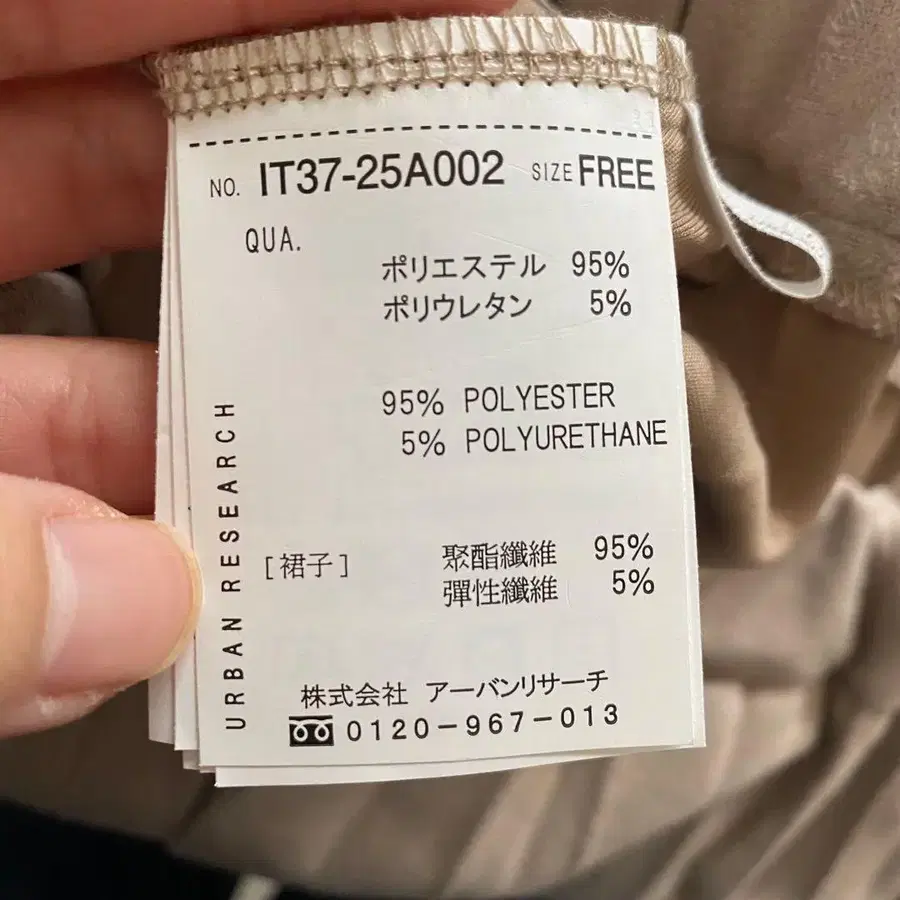 NO. IT37-25A002 SIZE FREE
QUA.
ポリエステル 95%
ポリウレタン 5%
95% POLYESTER
5% POLYURETHANE
URBAN RESEARCH
[裙子] 聚酯纖維 95%
彈性纖維 5%
株式会社 アーバンリサーチ
0120-967-013